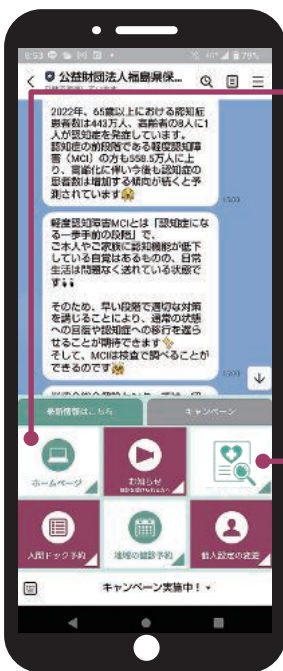 8:53
79%
公益財団法人福島県保...
2022年、65歳以上における認知症
患者数は443万人、高齢者の8人に1
人が認知症を発症しています。
認知症の前段階である軽度認知障
害（MCI）の方も558.5万人に上
り、高齢化に伴い今後も認知症の
患者数は増加する傾向が続くと予
測されています
15:00
軽度認知障害MCIとは「認知症にな
る一歩手前の段階」で、
ご本人やご家族に認知機能が低下
している自覚はあるものの、日常
生活は問題なく送れている状態で
す
そのため、早い段階で適切な対策
を講じることにより、通常の状態
への回復や認知症への移行を遅ら
せることが期待できます
そして、MCIは検査で調べることが
できるのです
15:00
最新情報はこちら
キャンペーン
ホームページ
お知らせ
人間ドック予約
地域の健診予約
個人設定の変更
キャンペーン実施中！